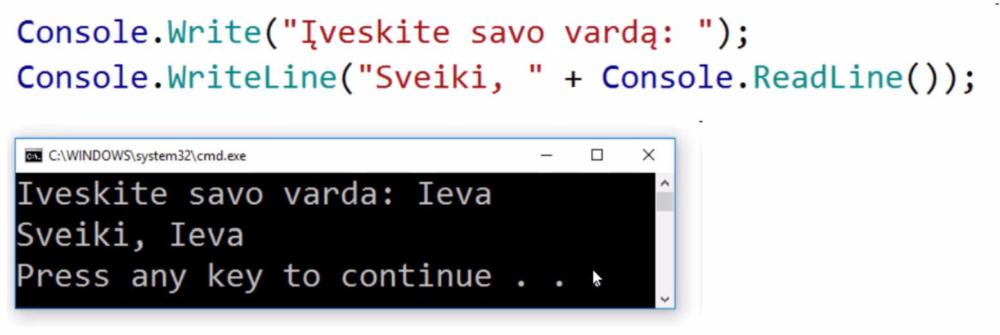 Console.Write("Įveskite savo vardą: ");
Console.WriteLine("Sveiki, " + Console.ReadLine());
C:\WINDOWS\system32\cmd.exe
Iveskite savo varda: Ieva
Sveiki, Ieva
Press any key to continue . .